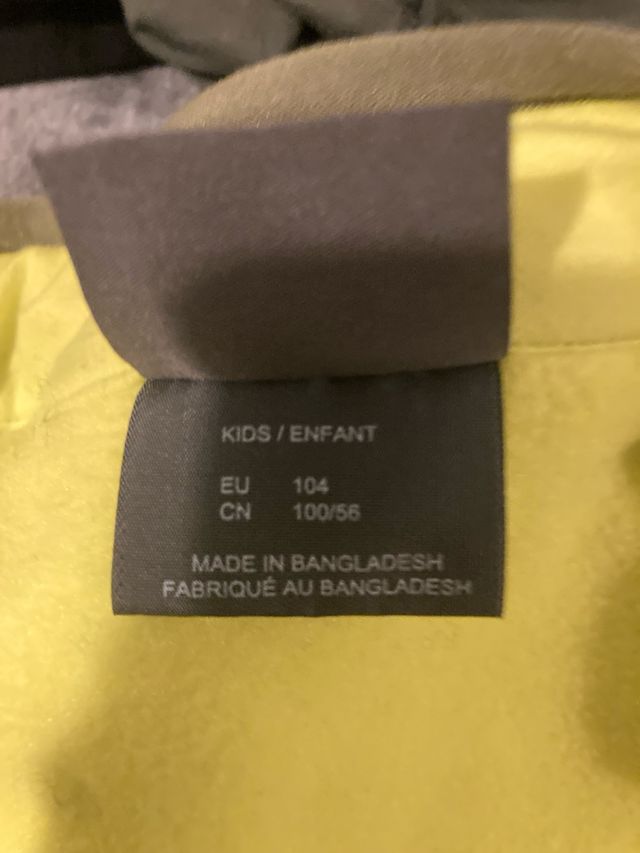 KIDS / ENFANT
EU 104
CN 100/56
MADE IN BANGLADESH
FABRIQUÉ AU BANGLADESH